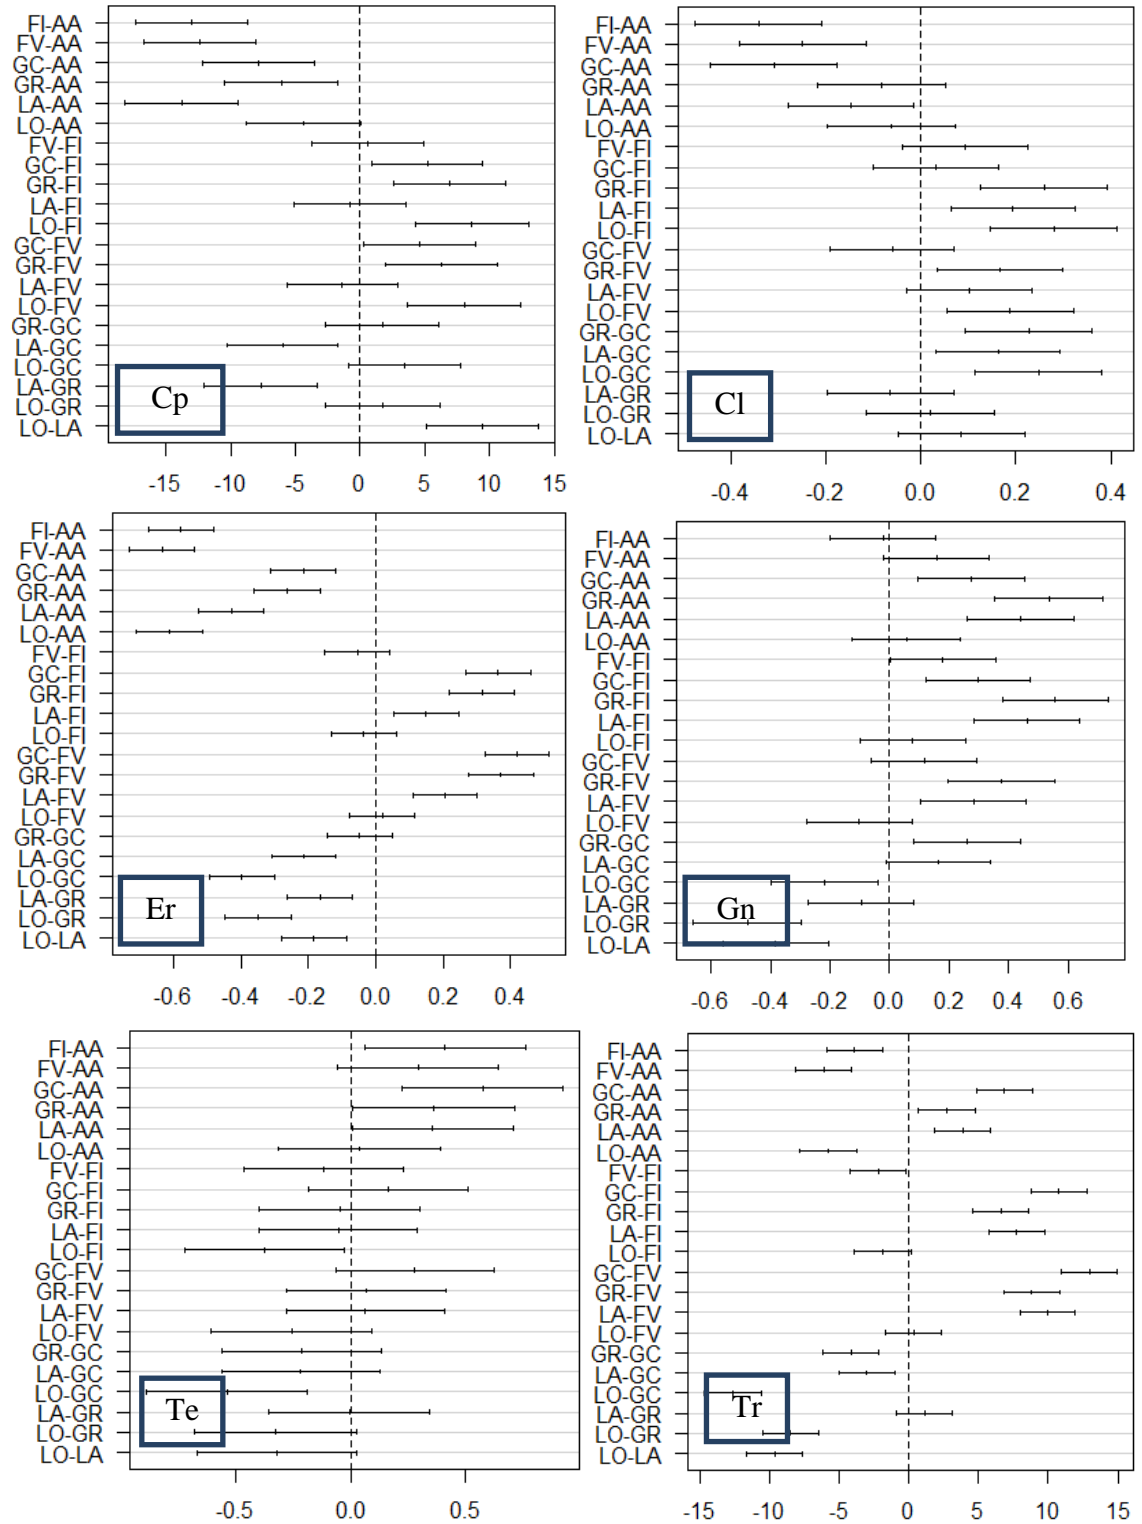 FI-AA
FV-AA
GC-AA
GR-AA
LA-AA
LO-AA
FV-FI
GC-FI
GR-FI
LA-FI
LO-FI
GC-FV
GR-FV
LA-FV
LO-FV
GR-GC
LA-GC
LO-GC
LA-GR
LO-GR
LO-LA
Cp
-15 -10 -5 0 5 10 15
FI-AA
FV-AA
GC-AA
GR-AA
LA-AA
LO-AA
FV-FI
GC-FI
GR-FI
LA-FI
LO-FI
GC-FV
GR-FV
LA-FV
LO-FV
GR-GC
LA-GC
LO-GC
LA-GR
LO-GR
LO-LA
Cl
-0.4 -0.2 0.0 0.2 0.4
FI-AA
FV-AA
GC-AA
GR-AA
LA-AA
LO-AA
FV-FI
GC-FI
GR-FI
LA-FI
LO-FI
GC-FV
GR-FV
LA-FV
LO-FV
GR-GC
LA-GC
LO-GC
LA-GR
LO-GR
LO-LA
Er
-0.6 -0.4 -0.2 0.0 0.2 0.4
FI-AA
FV-AA
GC-AA
GR-AA
LA-AA
LO-AA
FV-FI
GC-FI
GR-FI
LA-FI
LO-FI
GC-FV
GR-FV
LA-FV
LO-FV
GR-GC
LA-GC
LO-GC
LA-GR
LO-GR
LO-LA
Gn
-0.6 -0.4 -0.2 0.0 0.2 0.4 0.6
FI-AA
FV-AA
GC-AA
GR-AA
LA-AA
LO-AA
FV-FI
GC-FI
GR-FI
LA-FI
LO-FI
GC-FV
GR-FV
LA-FV
LO-FV
GR-GC
LA-GC
LO-GC
LA-GR
LO-GR
LO-LA
Te
-0.5 0.0 0.5
FI-AA
FV-AA
GC-AA
GR-AA
LA-AA
LO-AA
FV-FI
GC-FI
GR-FI
LA-FI
LO-FI
GC-FV
GR-FV
LA-FV
LO-FV
GR-GC
LA-GC
LO-GC
LA-GR
LO-GR
LO-LA
Tr
-15 -10 -5 0 5 10 15